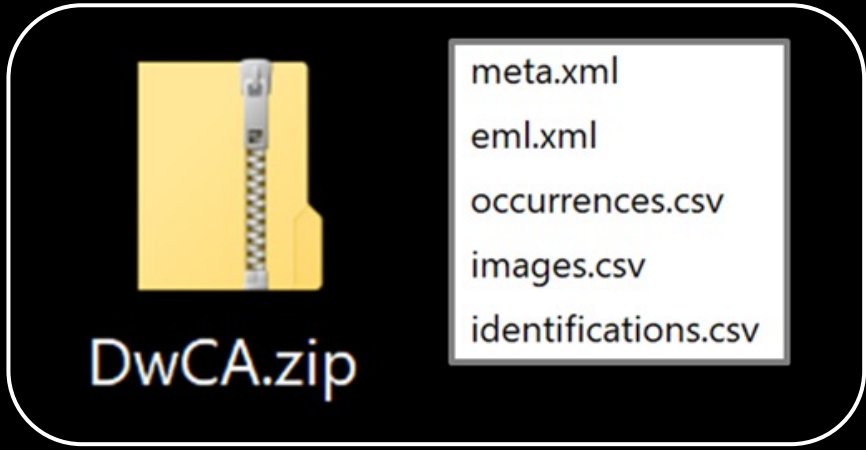 DwCA.zip
meta.xml
eml.xml
occurrences.csv
images.csv
identifications.csv